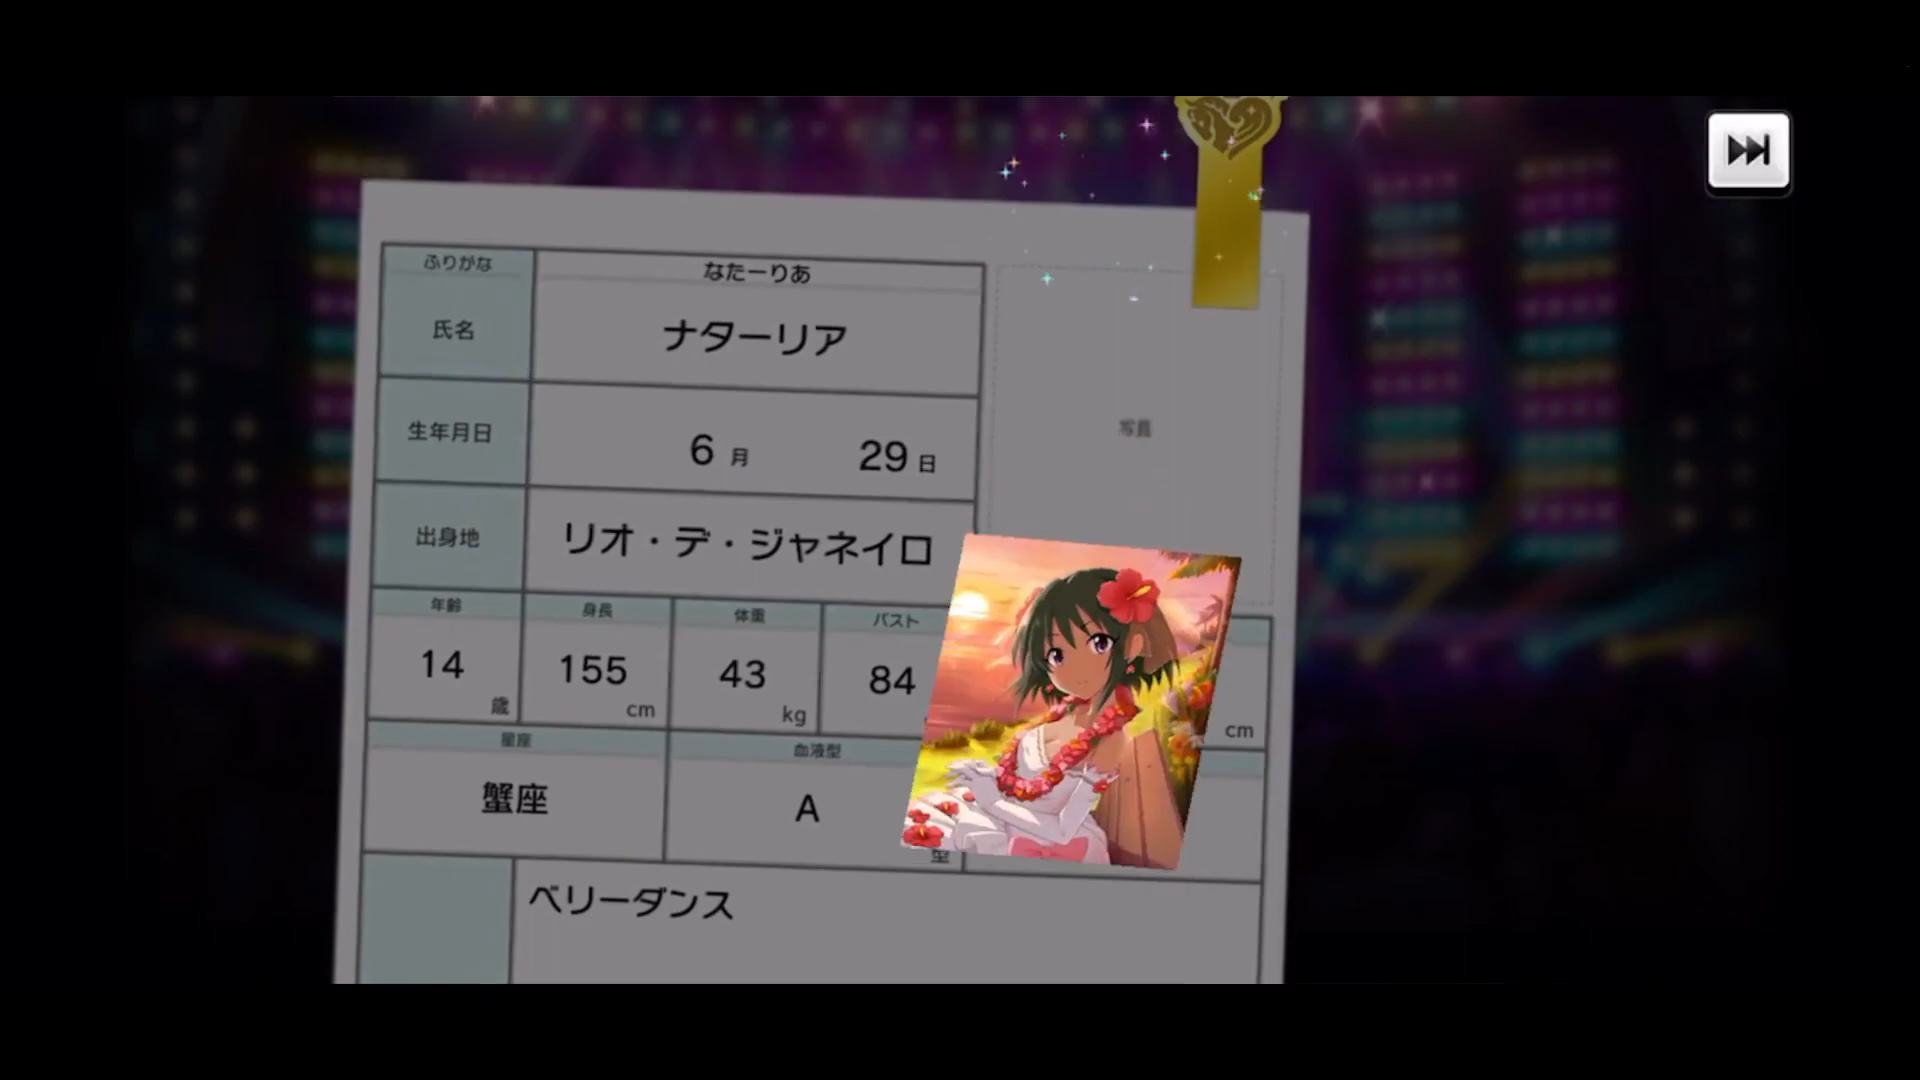 ふりがな
なたーりあ
氏名
ナターリア
写真
生年月日
6 月 29 日
出身地
リオ・デ・ジャネイロ
年齢 身長 体重 バスト
14 歳 155 cm 43 kg 84 cm
星座 血液型
蟹座 A 型
ベリーダンス